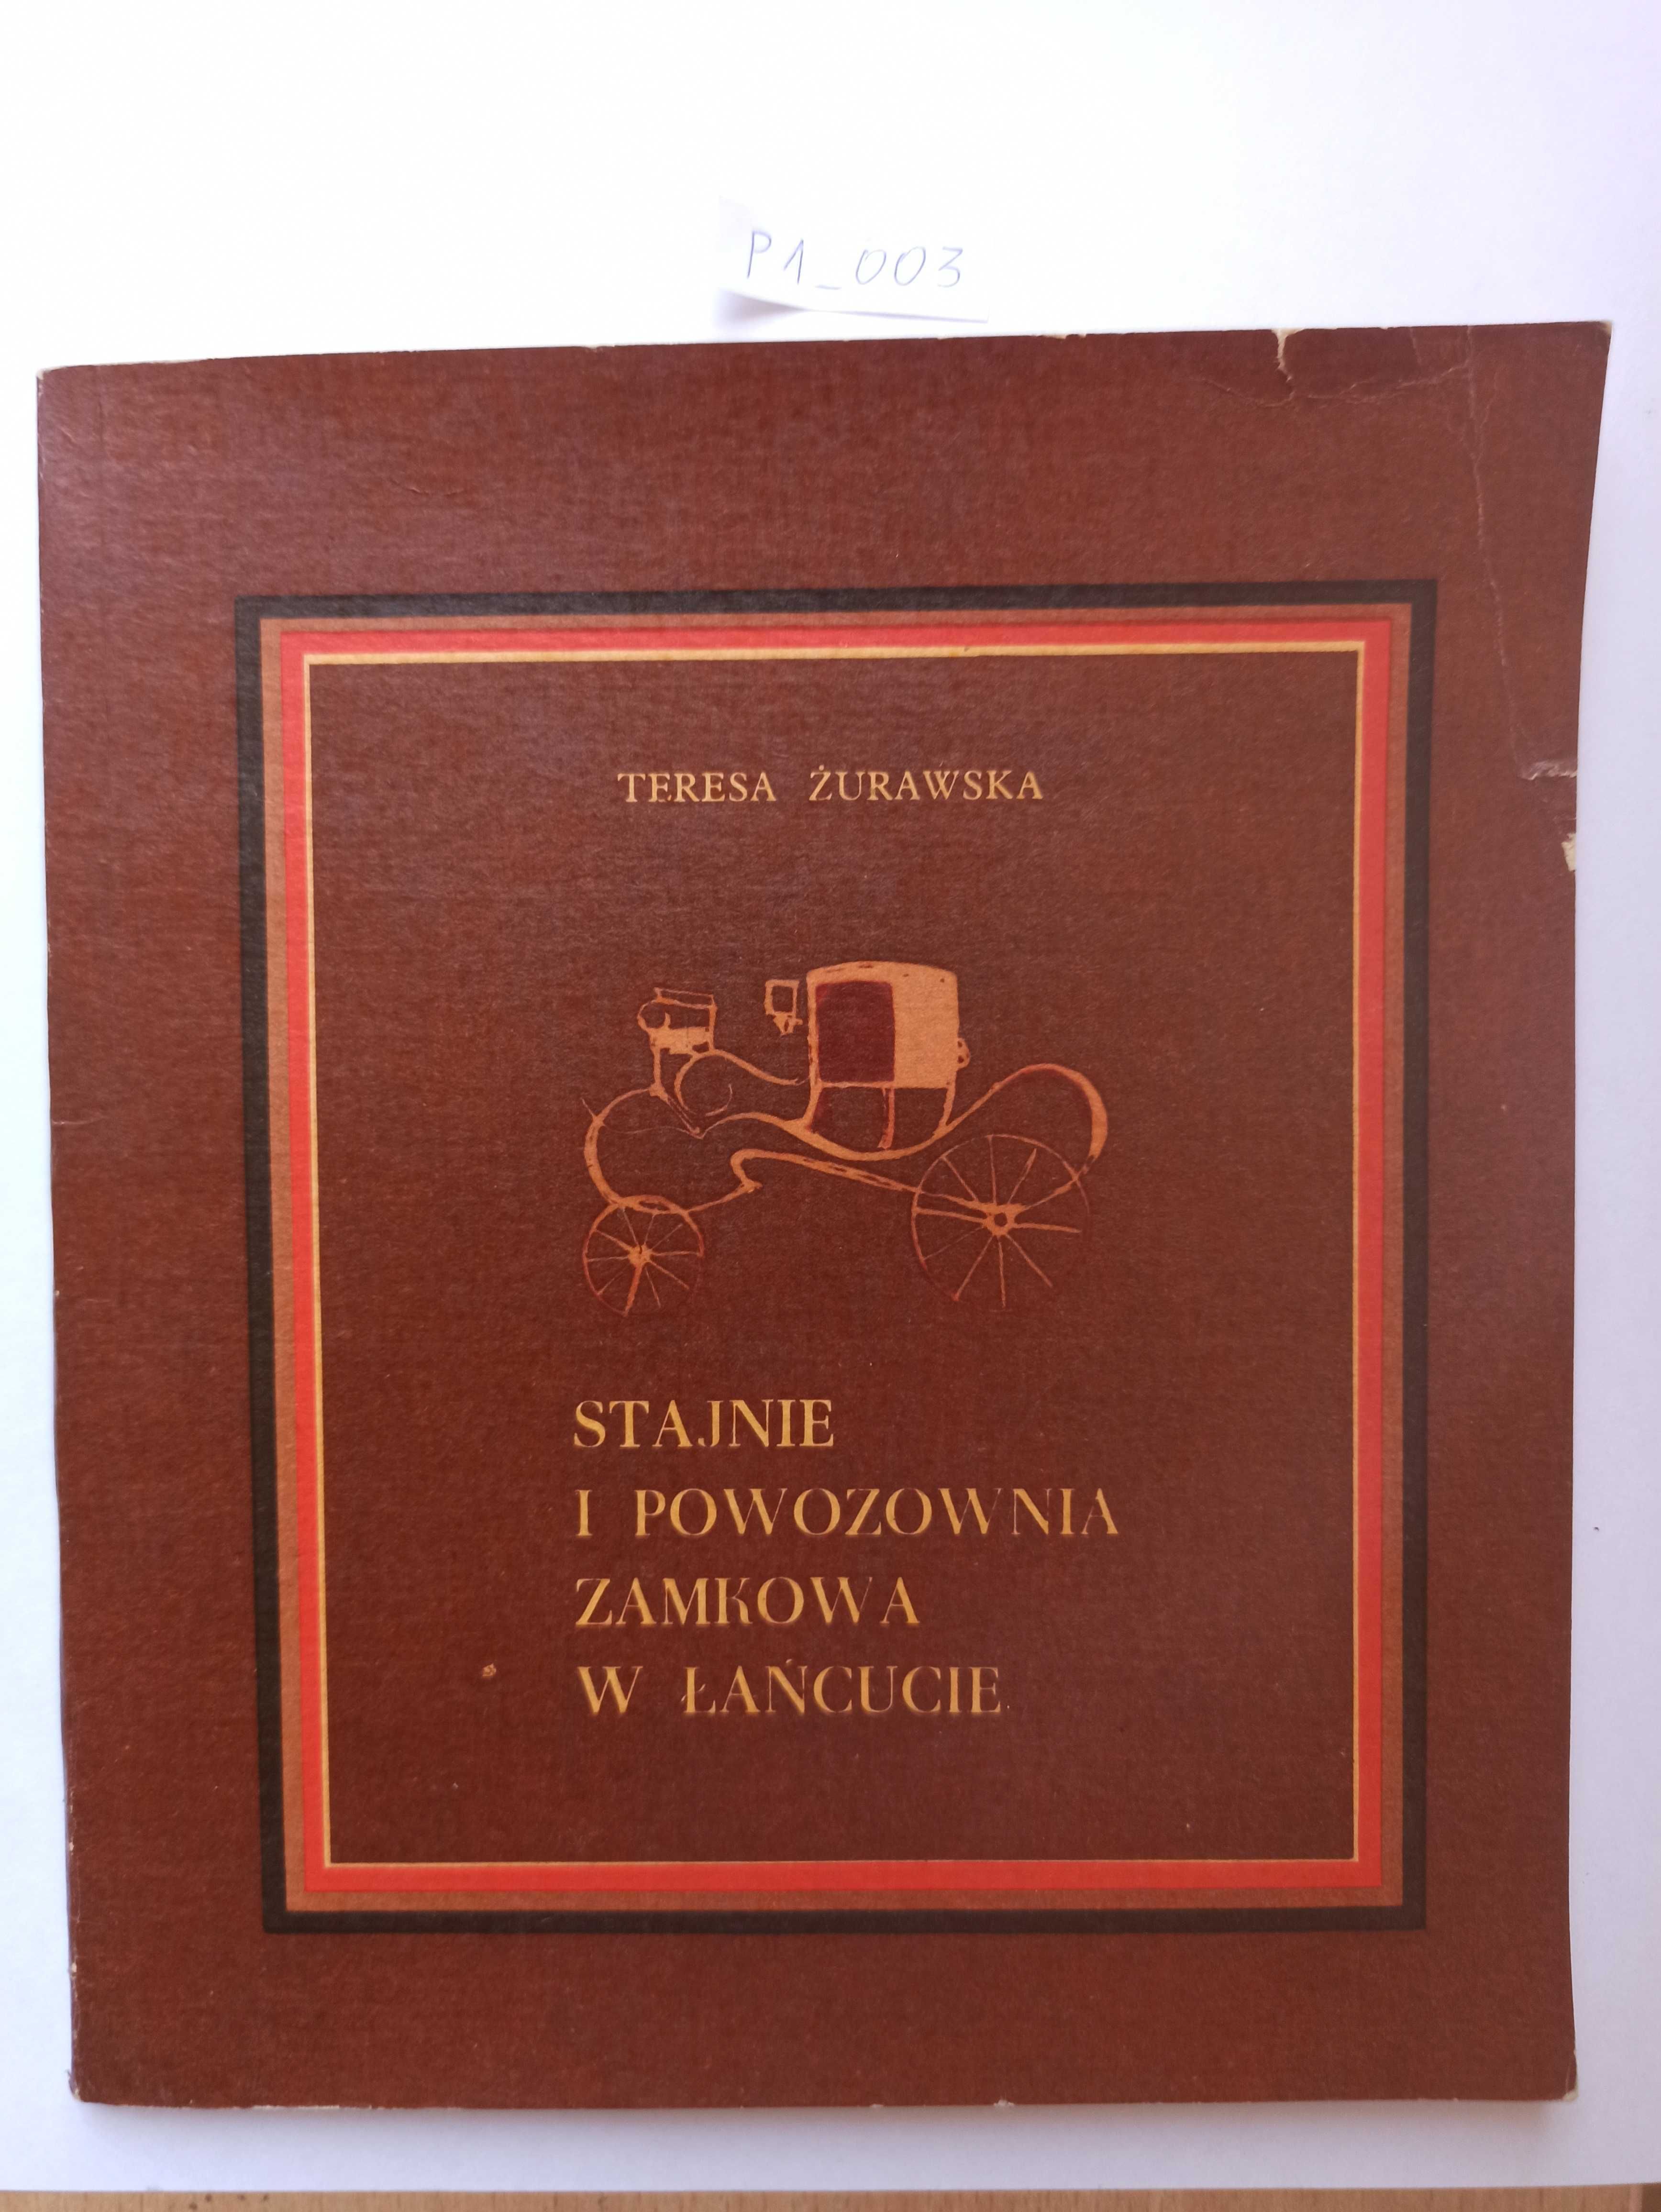 P1_003
TERESA ŻURAWSKA
STAJNIE
I POWOZOWNIA
ZAMKOWA
W ŁAŃCUCIE